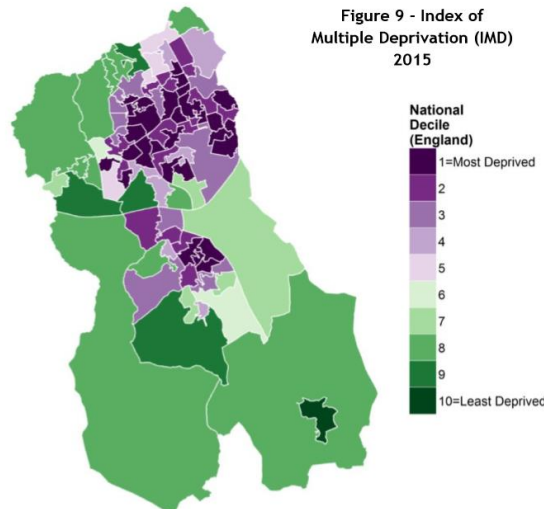 Figure 9 - Index of
Multiple Deprivation (IMD)
2015
National
Decile
(England)
1=Most Deprived
2
3
4
5
6
7
8
9
10=Least Deprived